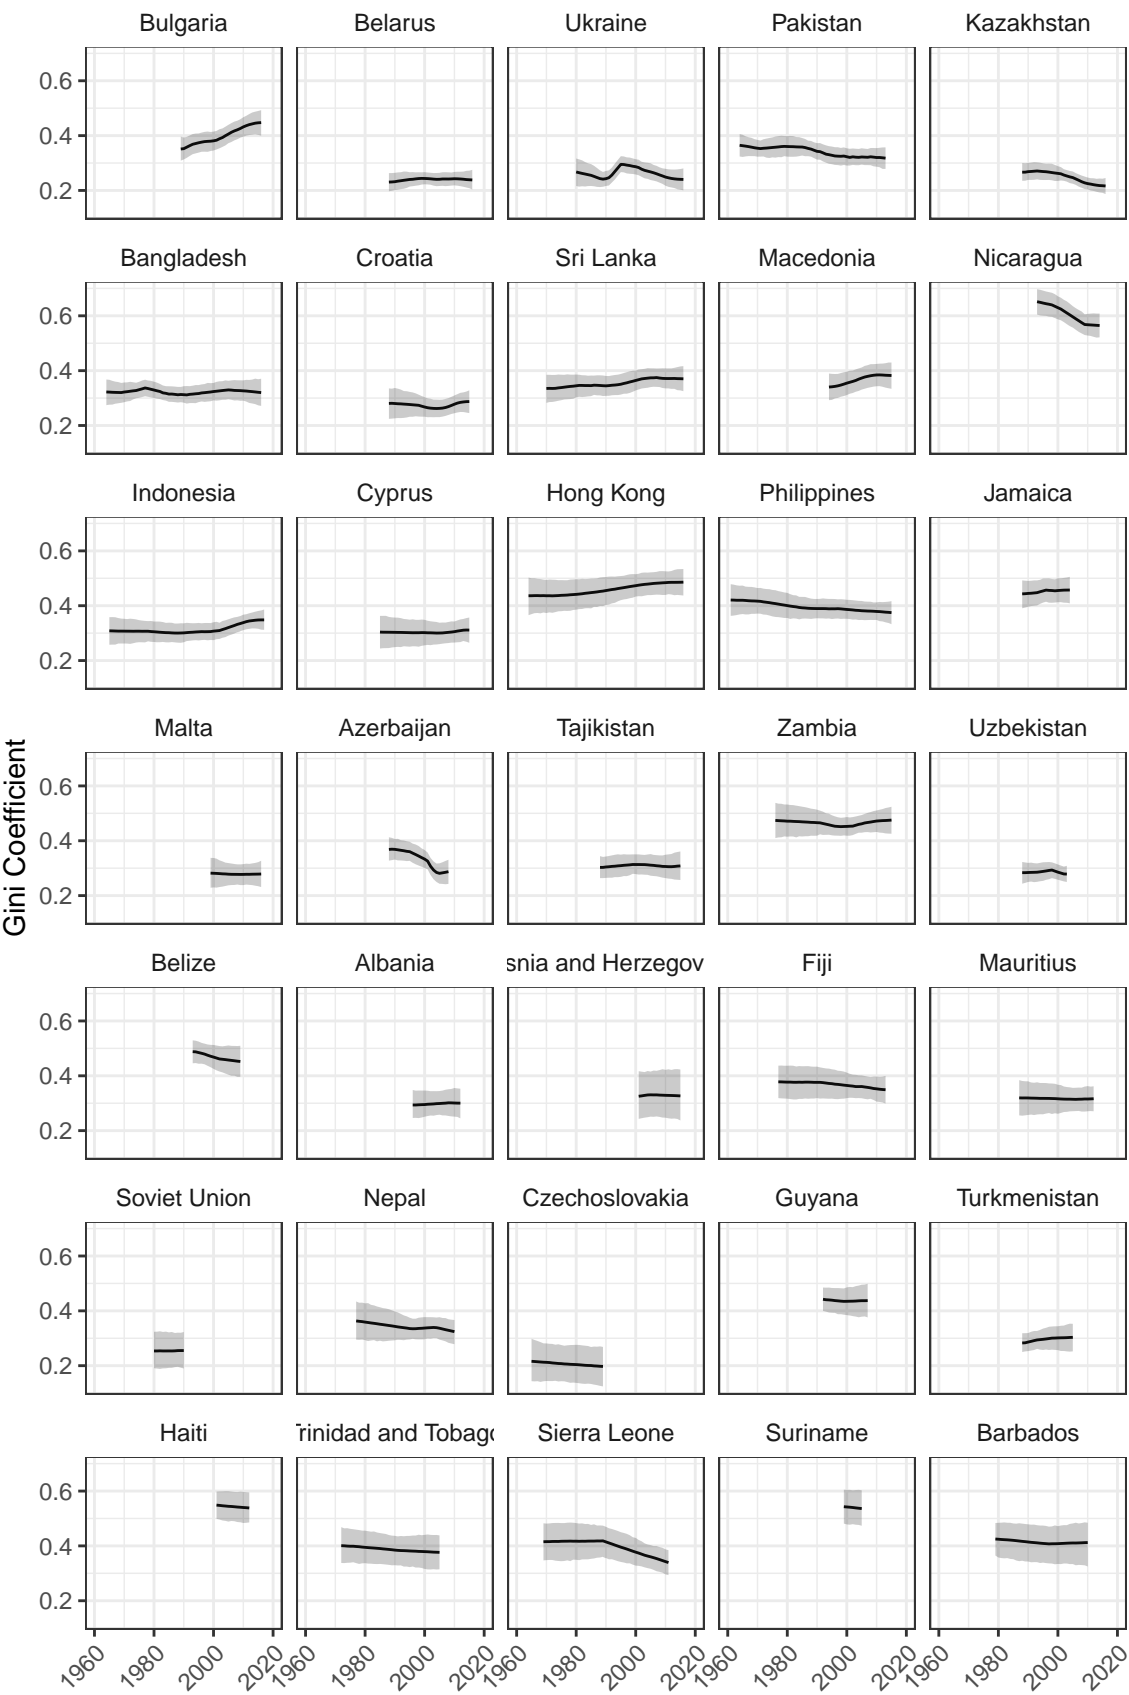 Bulgaria Belarus Ukraine Pakistan Kazakhstan
0.6
0.4
0.2
Bangladesh Croatia Sri Lanka Macedonia Nicaragua
0.6
0.4
0.2
Indonesia Cyprus Hong Kong Philippines Jamaica
0.6
0.4
0.2
Malta Azerbaijan Tajikistan Zambia Uzbekistan
0.6
0.4
0.2
Gini Coefficient
Belize Albania snia and Herzegov Fiji Mauritius
0.6
0.4
0.2
Soviet Union Nepal Czechoslovakia Guyana Turkmenistan
0.6
0.4
0.2
Haiti Trinidad and Tobago Sierra Leone Suriname Barbados
0.6
0.4
0.2
1960 1980 2000 2020 1960 1980 2000 2020 1960 1980 2000 2020 1960 1980 2000 2020 1960 1980 2000 2020